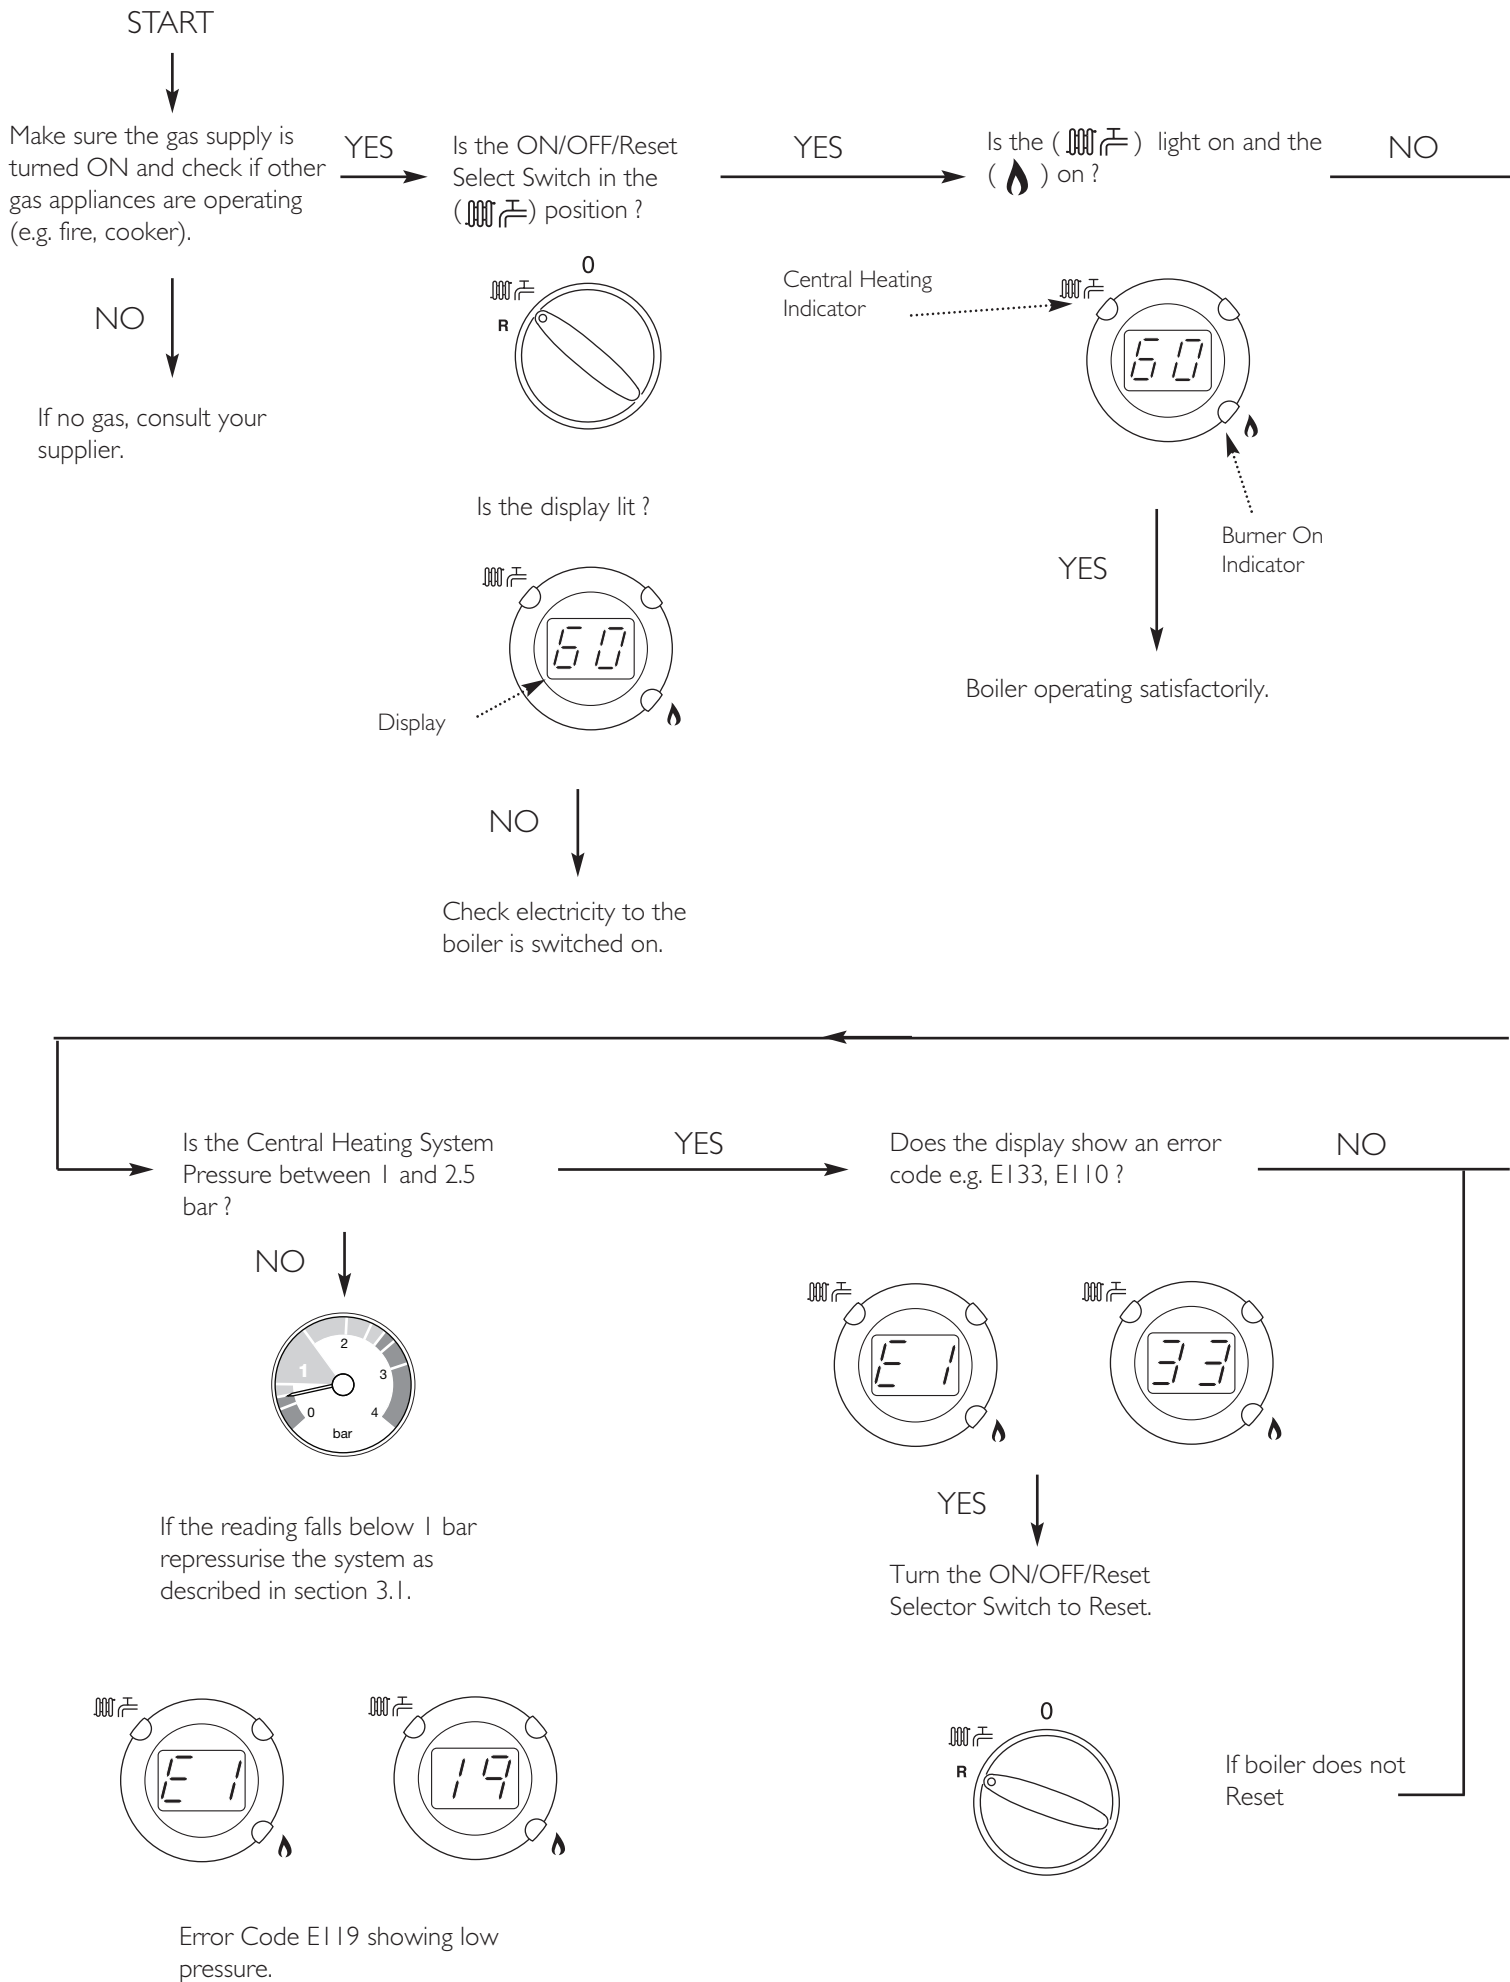 START
Make sure the gas supply is
turned ON and check if other
gas appliances are operating
(e.g. fire, cooker).
YES
NO
If no gas, consult your
supplier.
Is the ON/OFF/Reset
Select Switch in the
( ) position ?
0
R
Is the display lit ?
60
Display
NO
Check electricity to the
boiler is switched on.
YES
Is the ( ) light on and the
( ) on ?
NO
Central Heating
Indicator
60
Burner On
Indicator
YES
Boiler operating satisfactorily.
Is the Central Heating System
Pressure between 1 and 2.5
bar ?
NO
0
1
2
3
4
bar
If the reading falls below 1 bar
repressurise the system as
described in section 3.1.
E1
19
Error Code E119 showing low
pressure.
YES
Does the display show an error
code e.g. E133, E110 ?
NO
E1
33
YES
Turn the ON/OFF/Reset
Selector Switch to Reset.
0
R
If boiler does not
Reset